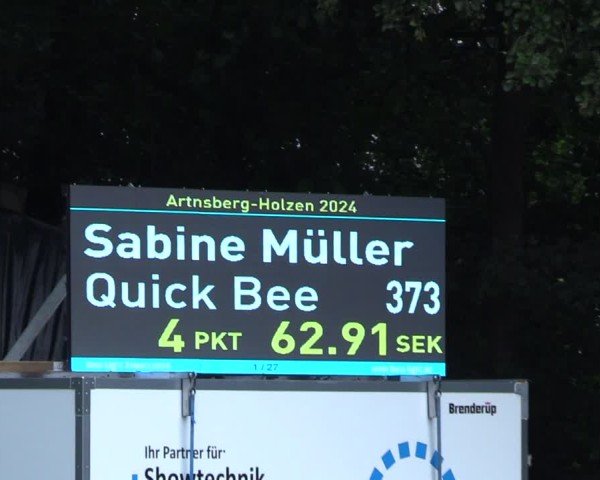 Artnsberg-Holzen 2024
Sabine Müller
Quick Bee 373
4 PKT 62.91 SEK
1 / 27
Brenderup
Ihr Partner für
Showtechnik